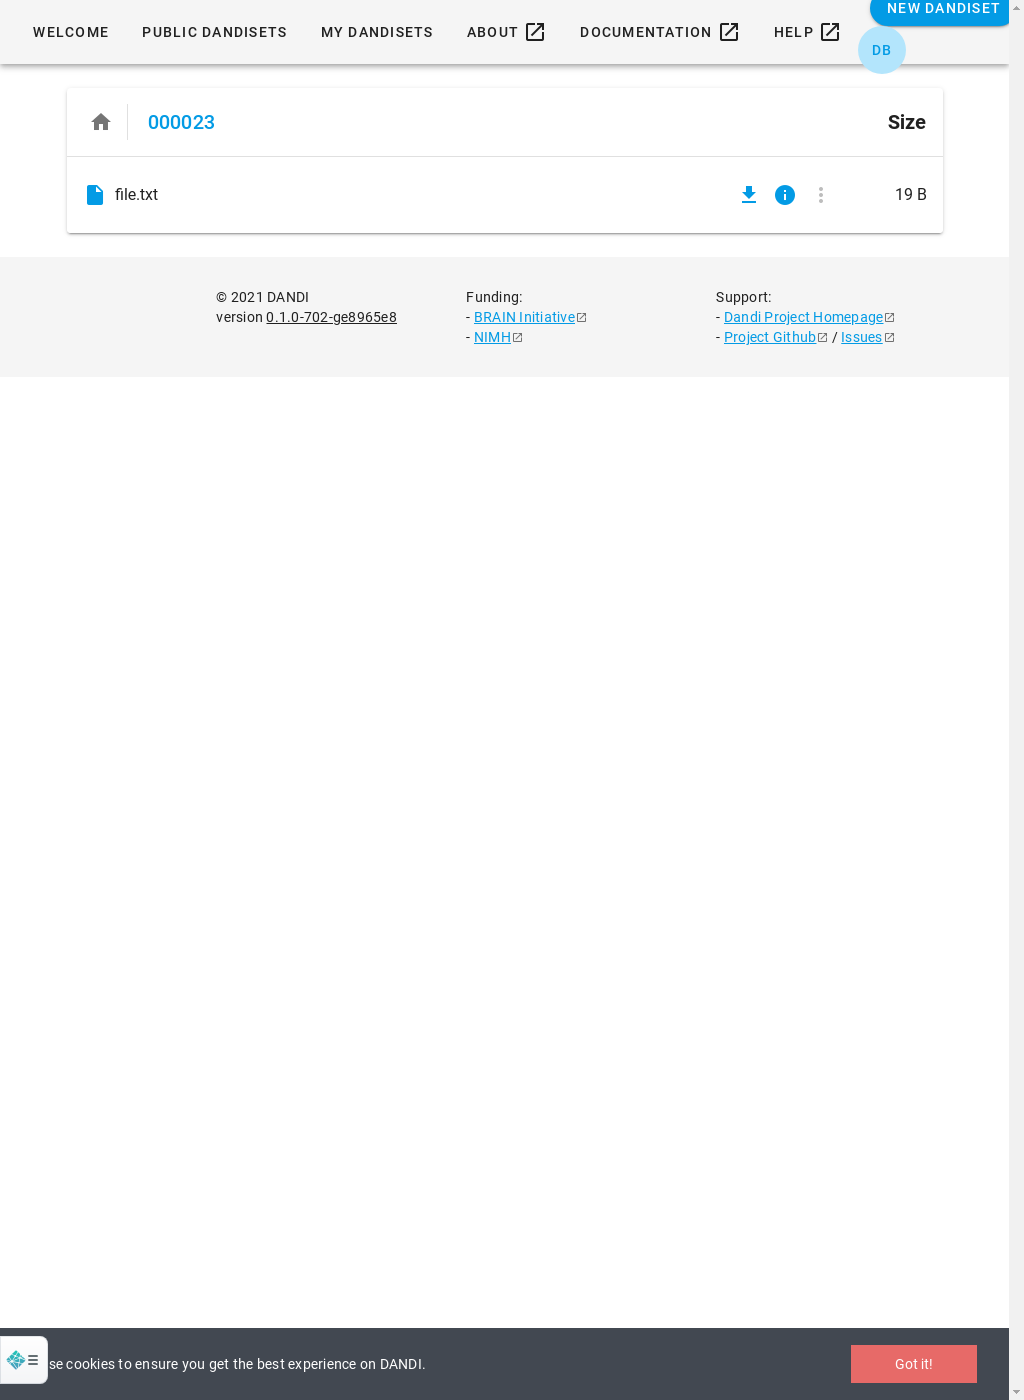 NEW DANDISET
WELCOME PUBLIC DANDISETS MY DANDISETS ABOUT DOCUMENTATION HELP
DB
000023 Size
file.txt 19 B
© 2021 DANDI
version 0.1.0-702-ge8965e8
Funding:
- BRAIN Initiative
- NIMH
Support:
- Dandi Project Homepage
- Project Github / Issues
se cookies to ensure you get the best experience on DANDI.
Got it!